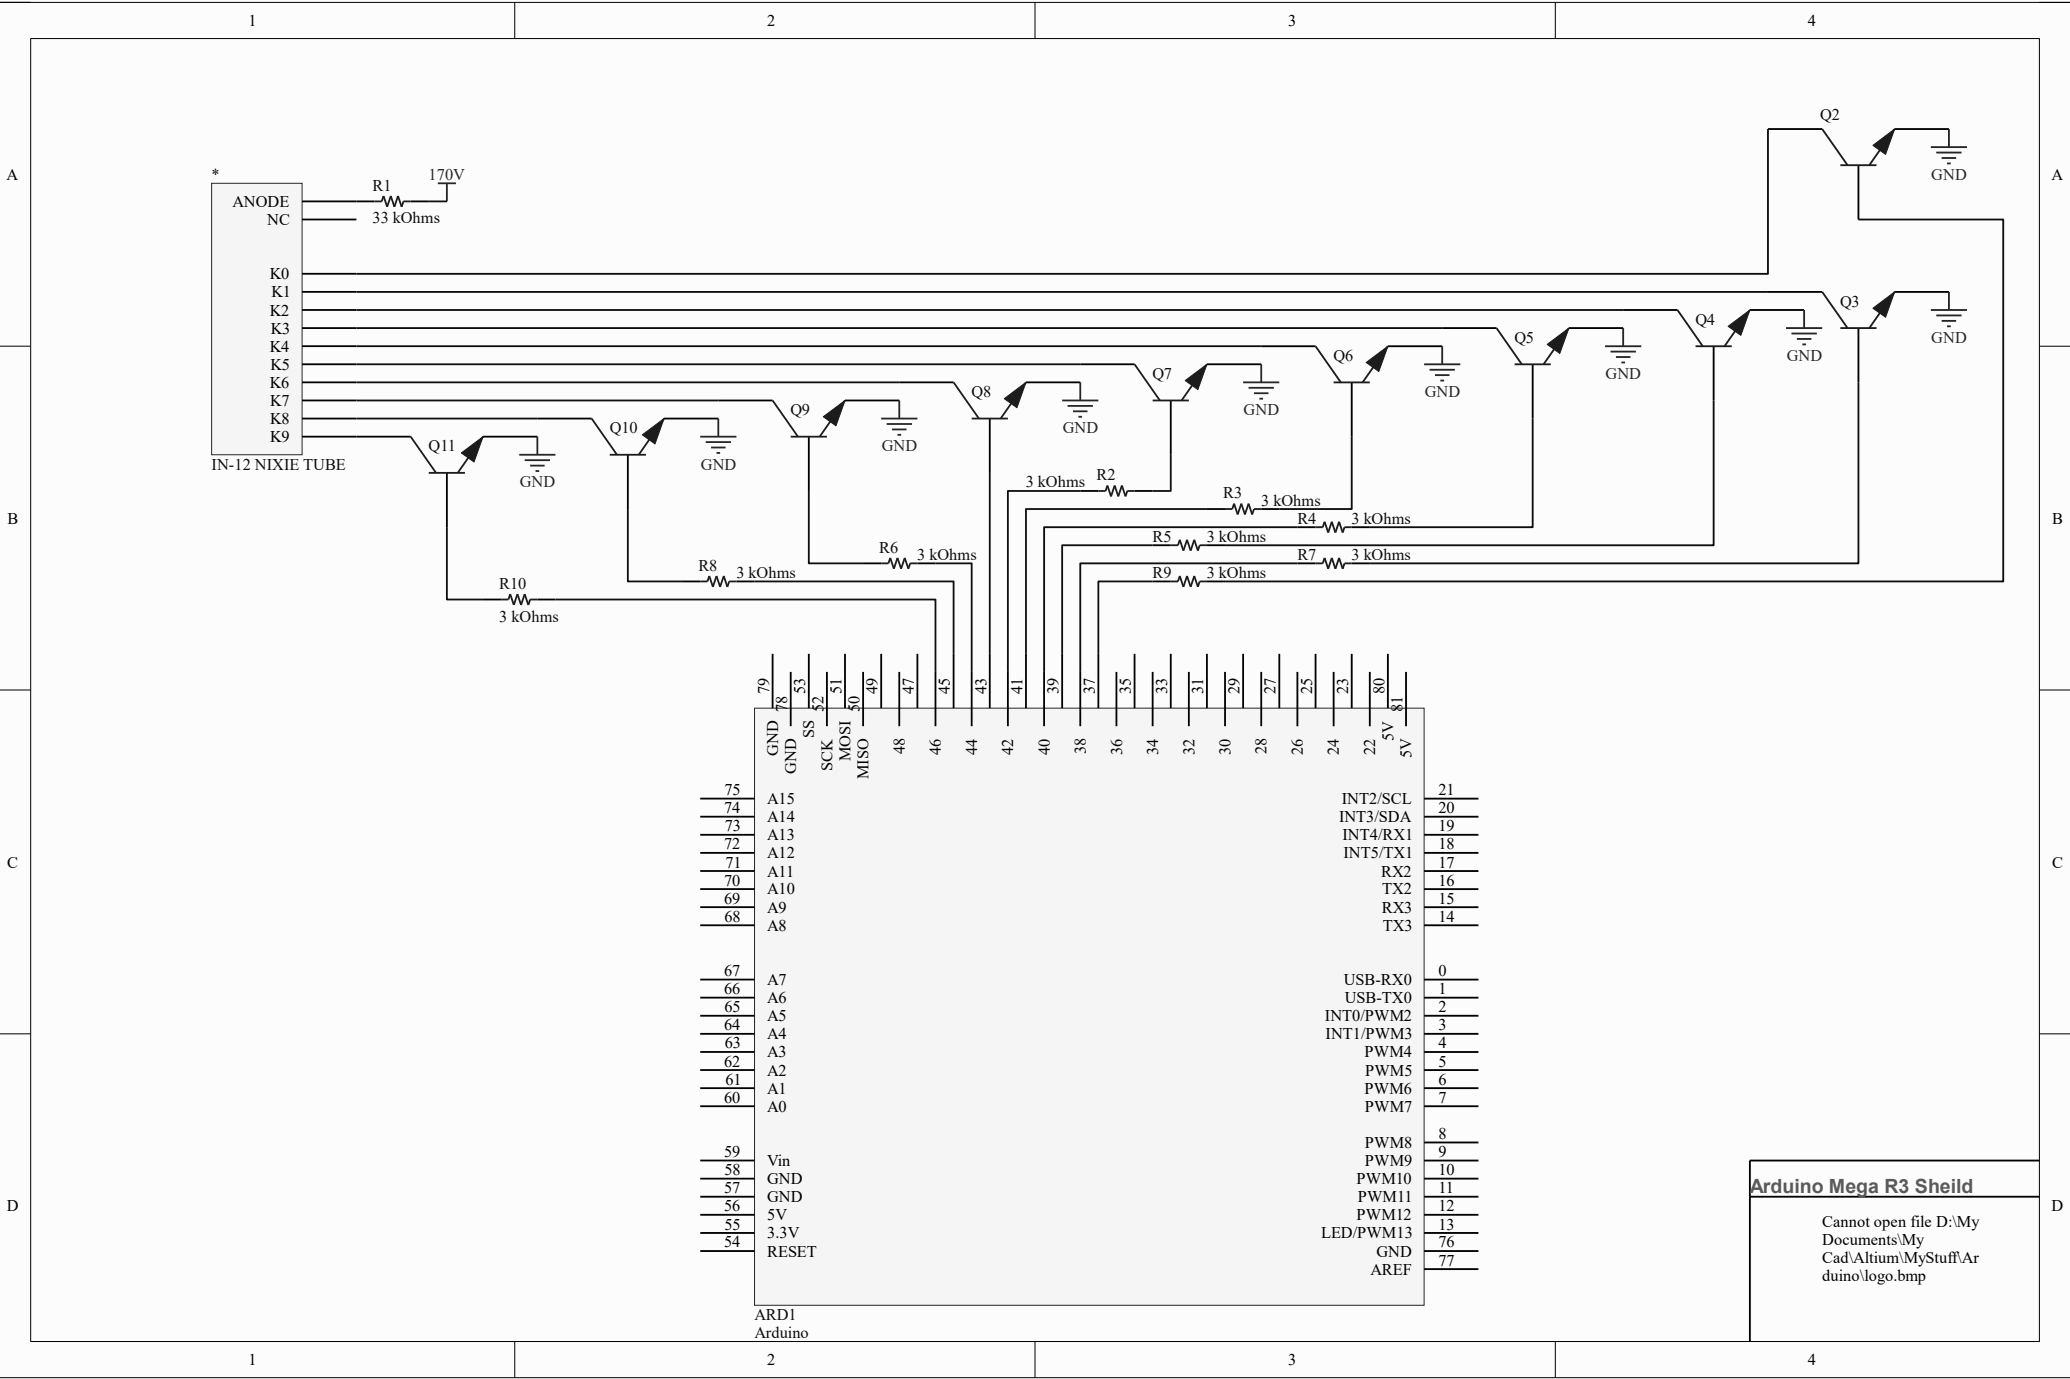 1 2 3 4
A A
B B
C C
D D
*
ANODE
NC
K0
K1
K2
K3
K4
K5
K6
K7
K8
K9
IN-12 NIXIE TUBE
R1
33 kOhms
170V
Q2
GND
Q3
GND
Q4
GND
Q5
GND
Q6
GND
Q7
GND
Q8
GND
Q9
GND
Q10
GND
Q11
GND
3 kOhms R2
R3 3 kOhms
R4 3 kOhms
R5 3 kOhms
R6 3 kOhms
R7 3 kOhms
R8 3 kOhms
R9 3 kOhms
R10
3 kOhms
79 78 53 52 51 50 49 47 45 43 41 39 37 35 33 31 29 27 25 23 80 81
GND GND SS SCK MOSI MISO 48 46 44 42 40 38 36 34 32 30 28 26 24 22 5V 5V
75 A15
74 A14
73 A13
72 A12
71 A11
70 A10
69 A9
68 A8
67 A7
66 A6
65 A5
64 A4
63 A3
62 A2
61 A1
60 A0
59 Vin
58 GND
57 GND
56 5V
55 3.3V
54 RESET
INT2/SCL 21
INT3/SDA 20
INT4/RX1 19
INT5/TX1 18
RX2 17
TX2 16
RX3 15
TX3 14
USB-RX0 0
USB-TX0 1
INT0/PWM2 2
INT1/PWM3 3
PWM4 4
PWM5 5
PWM6 6
PWM7 7
PWM8 8
PWM9 9
PWM10 10
PWM11 11
PWM12 12
LED/PWM13 13
GND 76
AREF 77
ARD1
Arduino
Arduino Mega R3 Sheild
Cannot open file D:\My
Documents\My
Cad\Altium\MyStuff\Ar
duino\logo.bmp
1 2 3 4